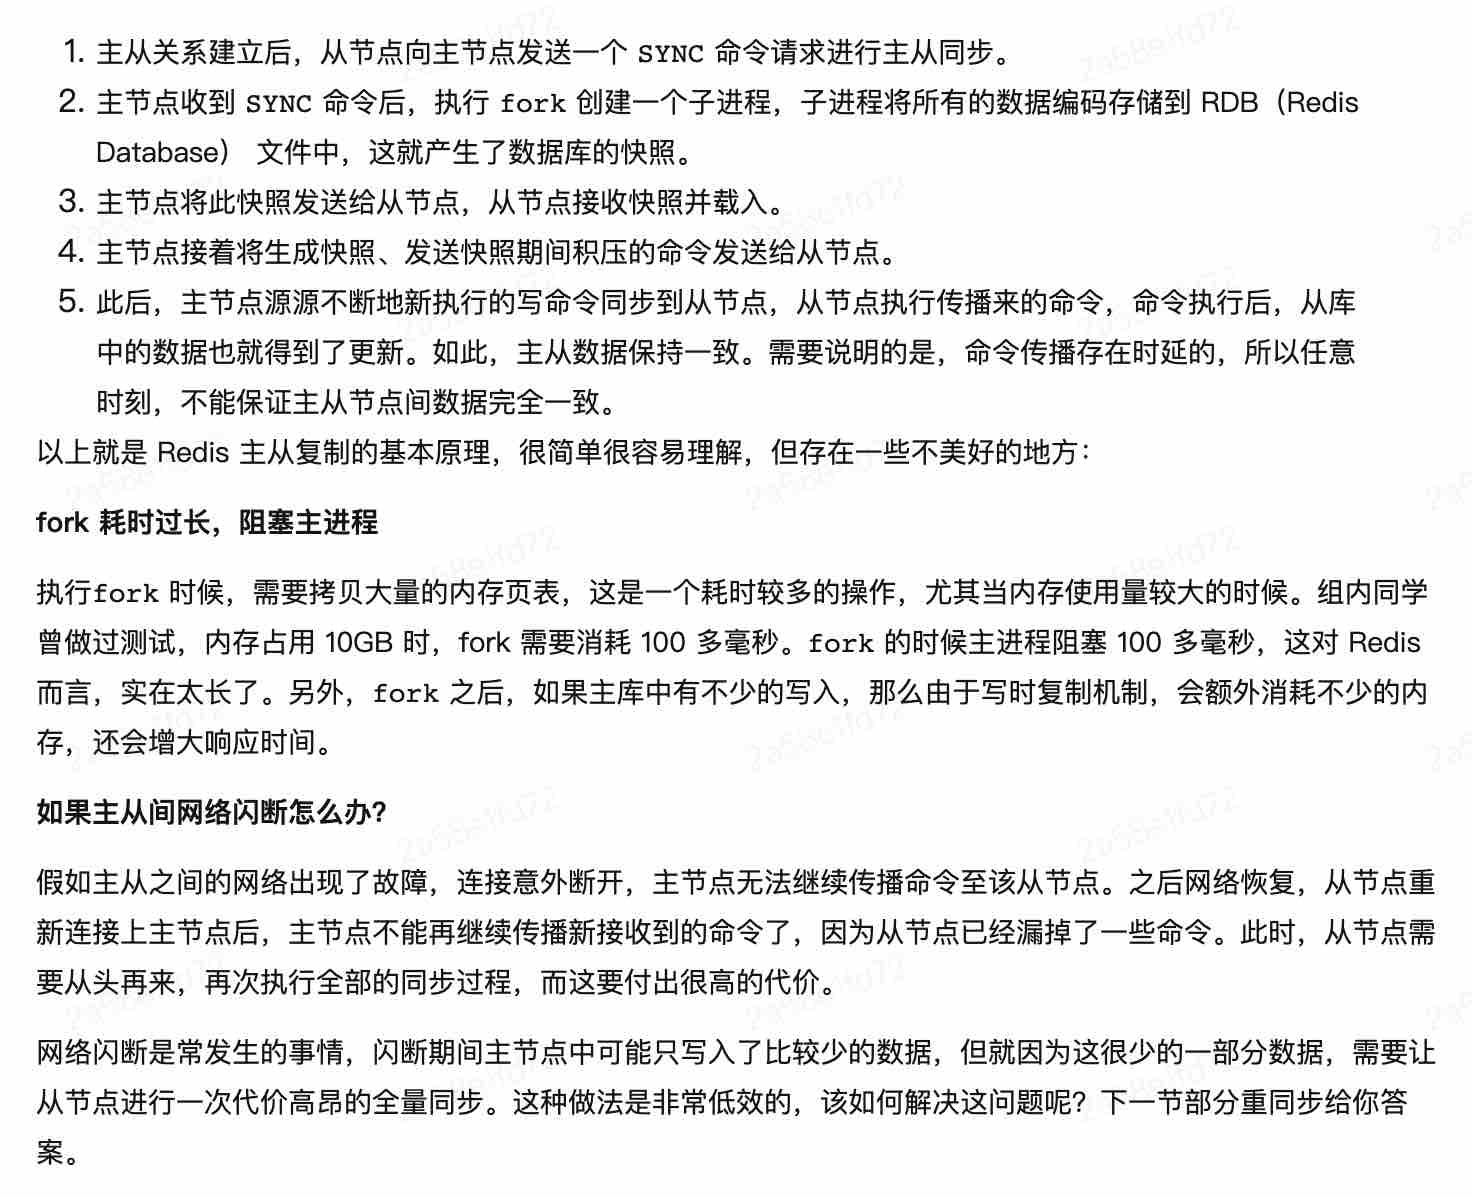 1. 主从关系建立后，从节点向主节点发送一个 SYNC 命令请求进行主从同步。
2. 主节点收到 SYNC 命令后，执行 fork 创建一个子进程，子进程将所有的数据编码存储到 RDB（Redis
Database） 文件中，这就产生了数据库的快照。
3. 主节点将此快照发送给从节点，从节点接收快照并载入。
4. 主节点接着将生成快照、发送快照期间积压的命令发送给从节点。
5. 此后，主节点源源不断地新执行的写命令同步到从节点，从节点执行传播来的命令，命令执行后，从库
中的数据也就得到了更新。如此，主从数据保持一致。需要说明的是，命令传播存在时延的，所以任意
时刻，不能保证主从节点间数据完全一致。
以上就是 Redis 主从复制的基本原理，很简单很容易理解，但存在一些不美好的地方：
fork 耗时过长，阻塞主进程
执行fork 时候，需要拷贝大量的内存页表，这是一个耗时较多的操作，尤其当内存使用量较大的时候。组内同学
曾做过测试，内存占用 10GB 时，fork 需要消耗 100 多毫秒。fork 的时候主进程阻塞 100 多毫秒，这对 Redis
而言，实在太长了。另外，fork 之后，如果主库中有不少的写入，那么由于写时复制机制，会额外消耗不少的内
存，还会增大响应时间。
如果主从间网络闪断怎么办？
假如主从之间的网络出现了故障，连接意外断开，主节点无法继续传播命令至该从节点。之后网络恢复，从节点重
新连接上主节点后，主节点不能再继续传播新接收到的命令了，因为从节点已经漏掉了一些命令。此时，从节点需
要从头再来，再次执行全部的同步过程，而这要付出很高的代价。
网络闪断是常发生的事情，闪断期间主节点中可能只写入了比较少的数据，但就因为这很少的一部分数据，需要让
从节点进行一次代价高昂的全量同步。这种做法是非常低效的，该如何解决这问题呢？下一节部分重同步给你答
案。